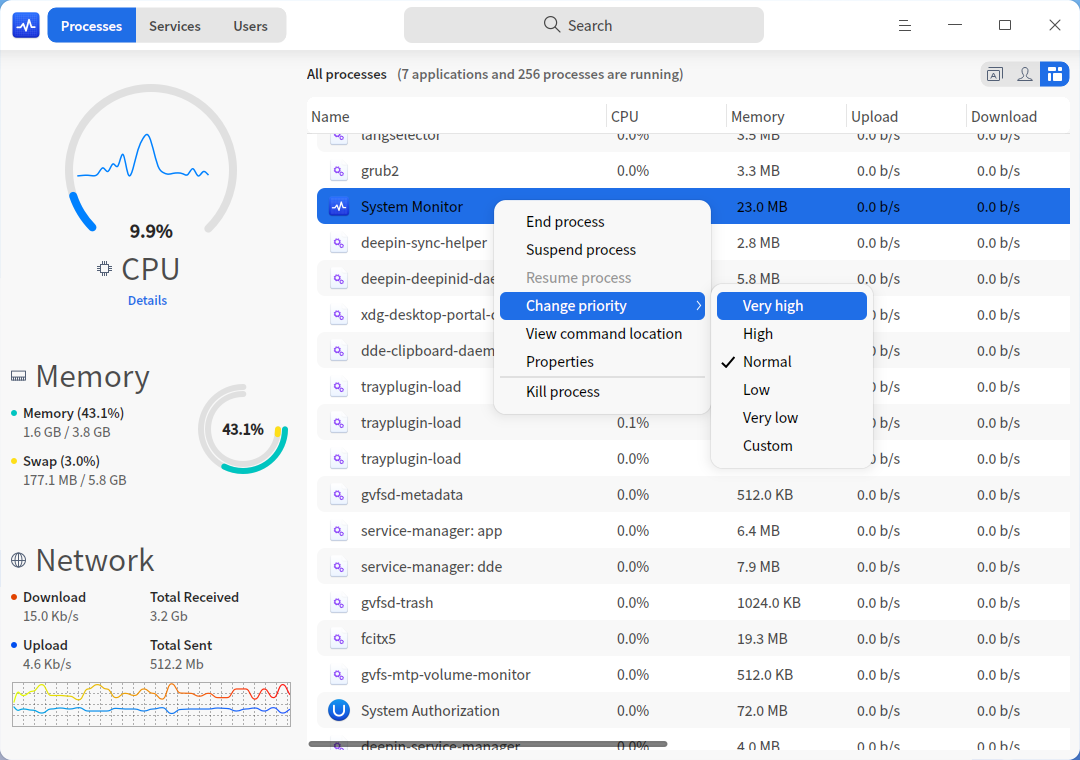 Processes Services Users Search
All processes (7 applications and 256 processes are running)
Name CPU Memory Upload Download
langselector 0.0% 3.5 MB 0.0 b/s 0.0 b/s
grub2 0.0% 3.3 MB 0.0 b/s 0.0 b/s
System Monitor 23.0 MB 0.0 b/s 0.0 b/s
deepin-sync-helper 2.8 MB 0.0 b/s 0.0 b/s
deepin-deepinid-dae 5.8 MB 0.0 b/s 0.0 b/s
xdg-desktop-portal-d b/s 0.0 b/s
dde-clipboard-daem b/s 0.0 b/s
trayplugin-load b/s 0.0 b/s
trayplugin-load 0.1% b/s 0.0 b/s
trayplugin-load 0.0% b/s 0.0 b/s
gvfsd-metadata 0.0% 512.0 KB 0.0 b/s 0.0 b/s
service-manager: app 0.0% 6.4 MB 0.0 b/s 0.0 b/s
service-manager: dde 0.0% 7.9 MB 0.0 b/s 0.0 b/s
gvfsd-trash 0.0% 1024.0 KB 0.0 b/s 0.0 b/s
fcitx5 0.0% 19.3 MB 0.0 b/s 0.0 b/s
gvfs-mtp-volume-monitor 0.0% 512.0 KB 0.0 b/s 0.0 b/s
System Authorization 0.0% 72.0 MB 0.0 b/s 0.0 b/s
deepin-service-manager 0.0% 4.0 MB 0.0 b/s 0.0 b/s
End process
Suspend process
Resume process
Change priority
View command location
Properties
Kill process
Very high
High
Normal
Low
Very low
Custom
9.9%
CPU
Details
Memory
Memory (43.1%)
1.6 GB / 3.8 GB
Swap (3.0%)
177.1 MB / 5.8 GB
43.1%
Network
Download Total Received
15.0 Kb/s 3.2 Gb
Upload Total Sent
4.6 Kb/s 512.2 Mb